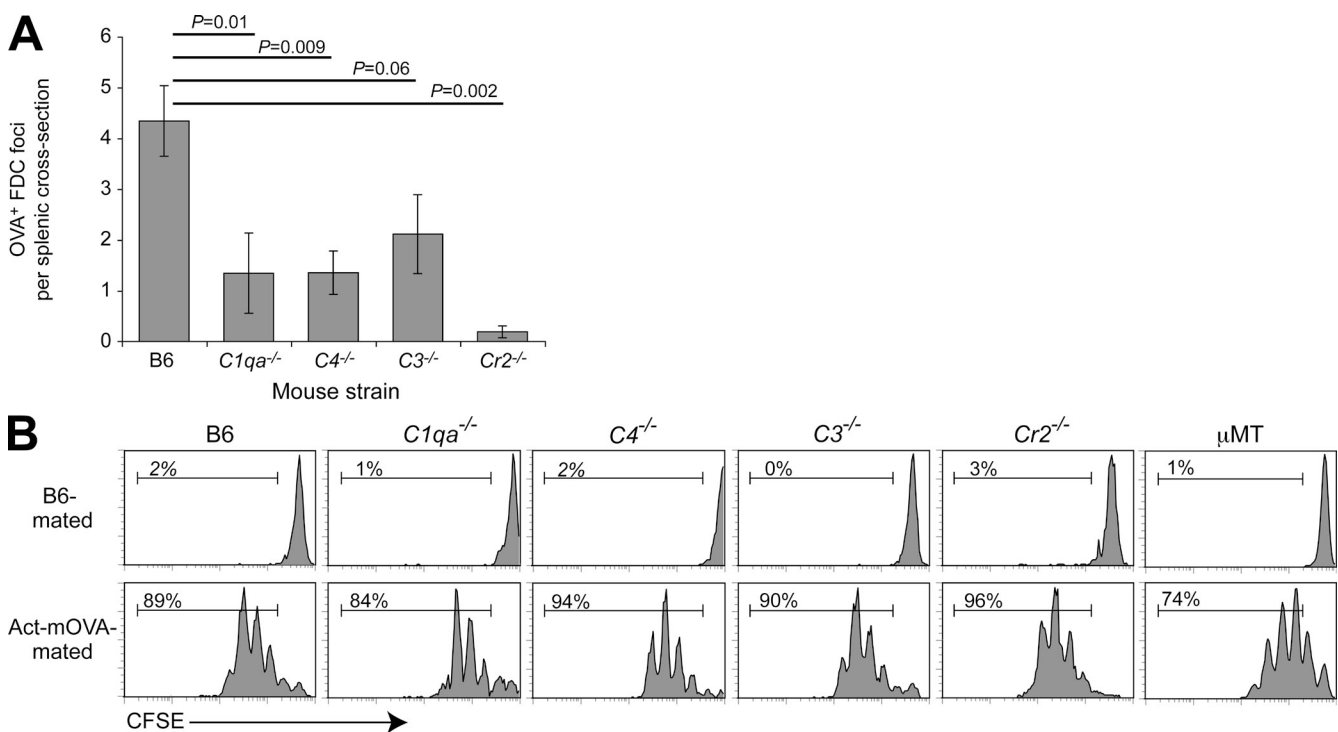 A
P=0.01
P=0.009
P=0.06
P=0.002
OVA⁺ FDC foci
per splenic cross-section
6
5
4
3
2
1
0
B6 C1qa-/- C4-/- C3-/- Cr2-/-
Mouse strain
B
B6 C1qa-/- C4-/- C3-/- Cr2-/- μMT
B6-
mated
2% 1% 2% 0% 3% 1%
Act-mOVA-
mated
89% 84% 94% 90% 96% 74%
CFSE